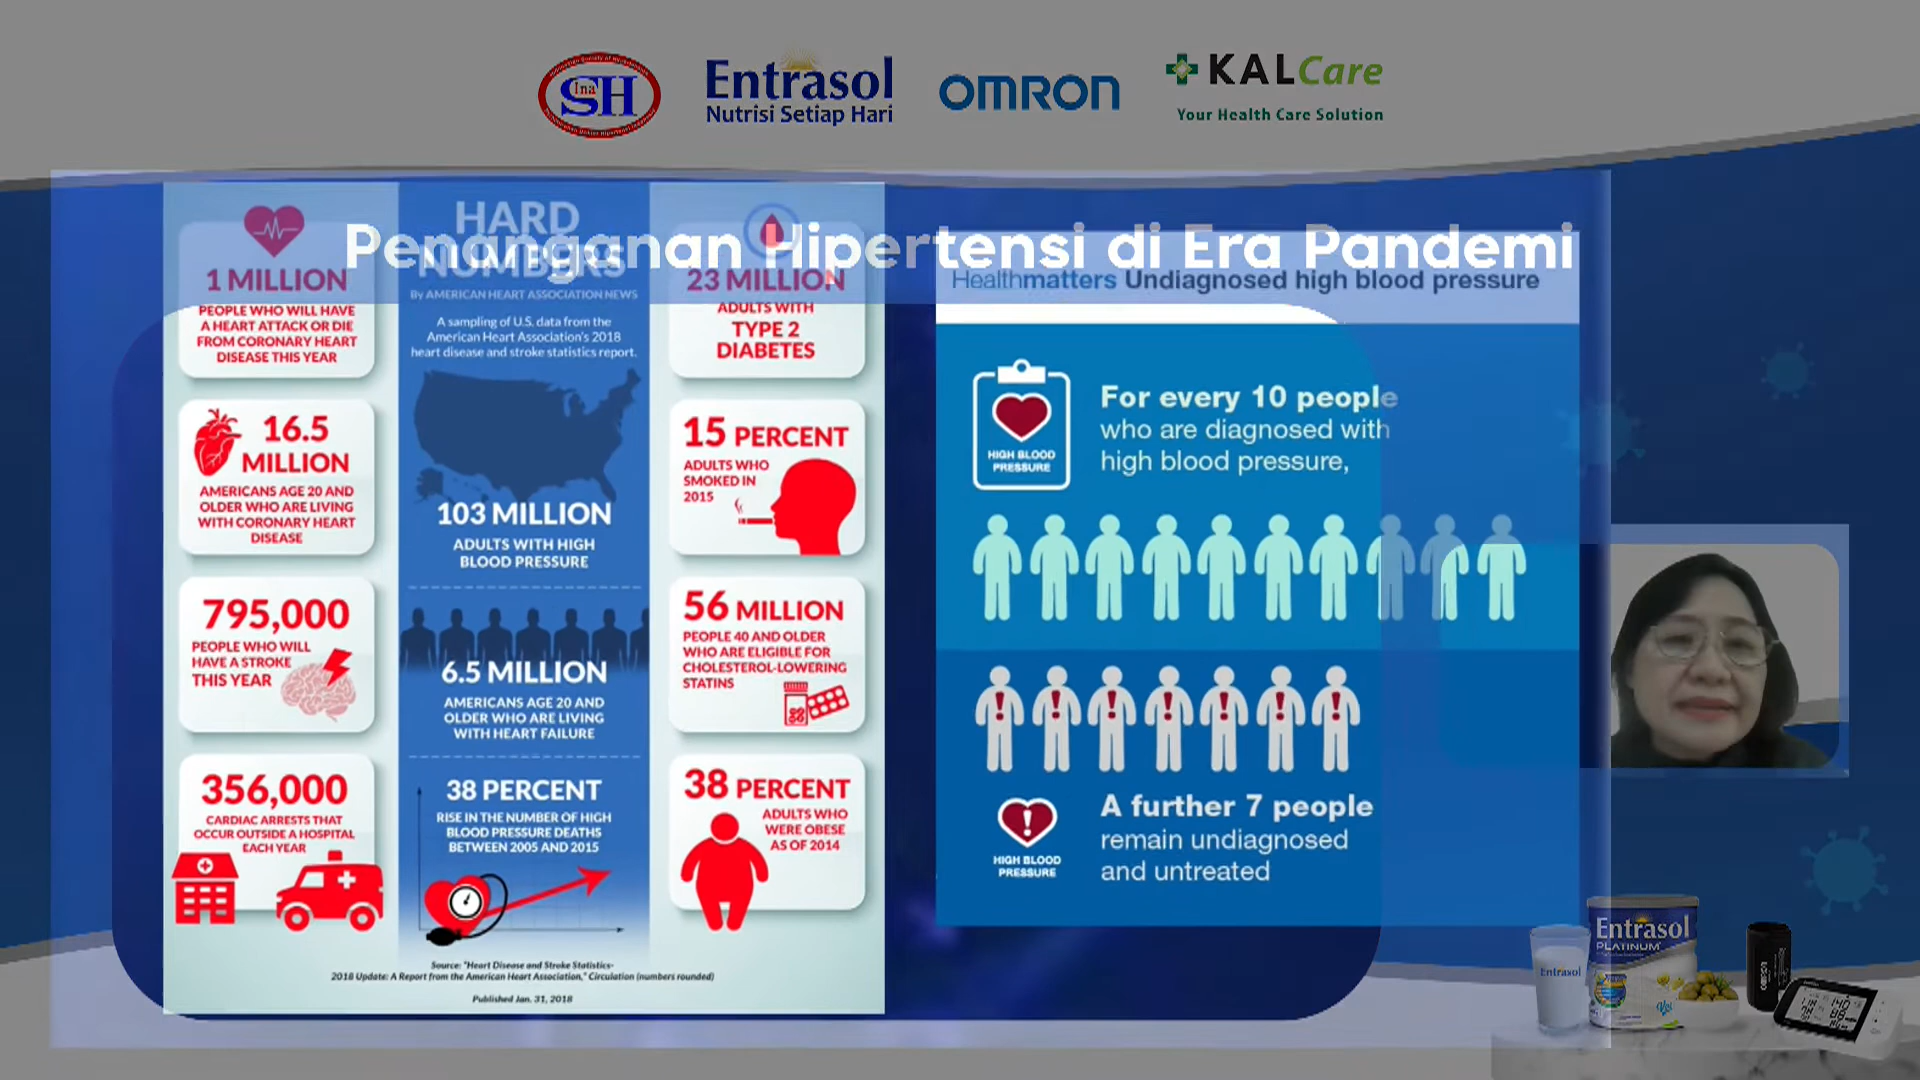 Ina
SH
Entrasol
Nutrisi Setiap Hari
OMRON
KALCare
Your Health Care Solution
Penanganan Hipertensi di Era Pandemi
1 MILLION
PEOPLE WHO WILL HAVE
A HEART ATTACK OR DIE
FROM CORONARY HEART
DISEASE THIS YEAR
16.5
MILLION
AMERICANS AGE 20 AND
OLDER WHO ARE LIVING
WITH CORONARY HEART
DISEASE
795,000
PEOPLE WHO WILL
HAVE A STROKE
THIS YEAR
356,000
CARDIAC ARRESTS THAT
OCCUR OUTSIDE A HOSPITAL
EACH YEAR
HARD
NUMBERS
By AMERICAN HEART ASSOCIATION NEWS
A sampling of U.S. data from the
American Heart Association's 2018
heart disease and stroke statistics report.
103 MILLION
ADULTS WITH HIGH
BLOOD PRESSURE
6.5 MILLION
AMERICANS AGE 20 AND
OLDER WHO ARE LIVING
WITH HEART FAILURE
38 PERCENT
RISE IN THE NUMBER OF HIGH
BLOOD PRESSURE DEATHS
BETWEEN 2005 AND 2015
23 MILLION
ADULTS WITH
TYPE 2
DIABETES
15 PERCENT
ADULTS WHO
SMOKED IN
2015
56 MILLION
PEOPLE 40 AND OLDER
WHO ARE ELIGIBLE FOR
CHOLESTEROL-LOWERING
STATINS
38 PERCENT
ADULTS WHO
WERE OBESE
AS OF 2014
Source: "Heart Disease and Stroke Statistics-
2018 Update: A Report from the American Heart Association," Circulation (numbers rounded)
Published Jan. 31, 2018
Healthmatters Undiagnosed high blood pressure
HIGH BLOOD
PRESSURE
For every 10 people
who are diagnosed with
high blood pressure,
HIGH BLOOD
PRESSURE
A further 7 people
remain undiagnosed
and untreated
Entrasol
Entrasol
PLATINUM